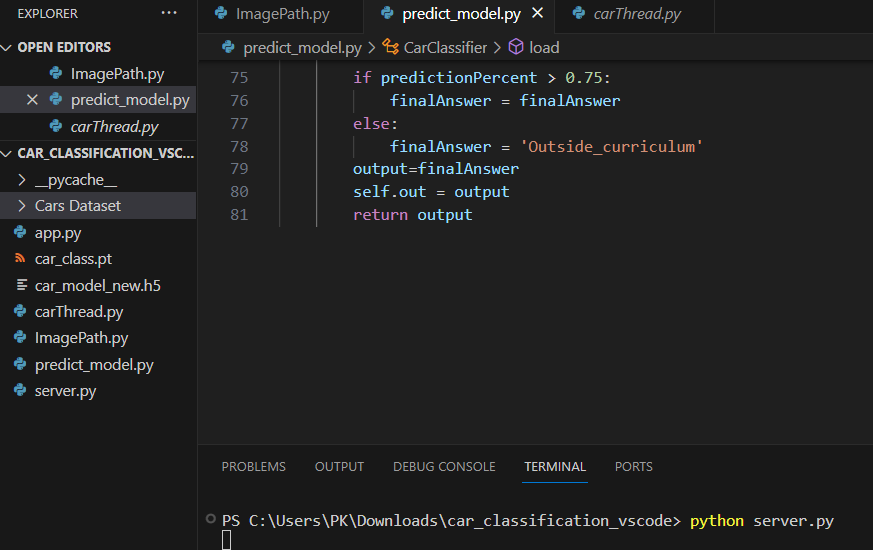 EXPLORER ...
OPEN EDITORS
ImagePath.py
predict_model.py
carThread.py
CAR_CLASSIFICATION_VSC...
__pycache__
Cars Dataset
app.py
car_class.pt
car_model_new.h5
carThread.py
ImagePath.py
predict_model.py
server.py
ImagePath.py predict_model.py carThread.py
predict_model.py > CarClassifier > load
75 if predictionPercent > 0.75:
76 finalAnswer = finalAnswer
77 else:
78 finalAnswer = 'Outside_curriculum'
79 output=finalAnswer
80 self.out = output
81 return output
PROBLEMS OUTPUT DEBUG CONSOLE TERMINAL PORTS
PS C:\Users\PK\Downloads\car_classification_vscode> python server.py